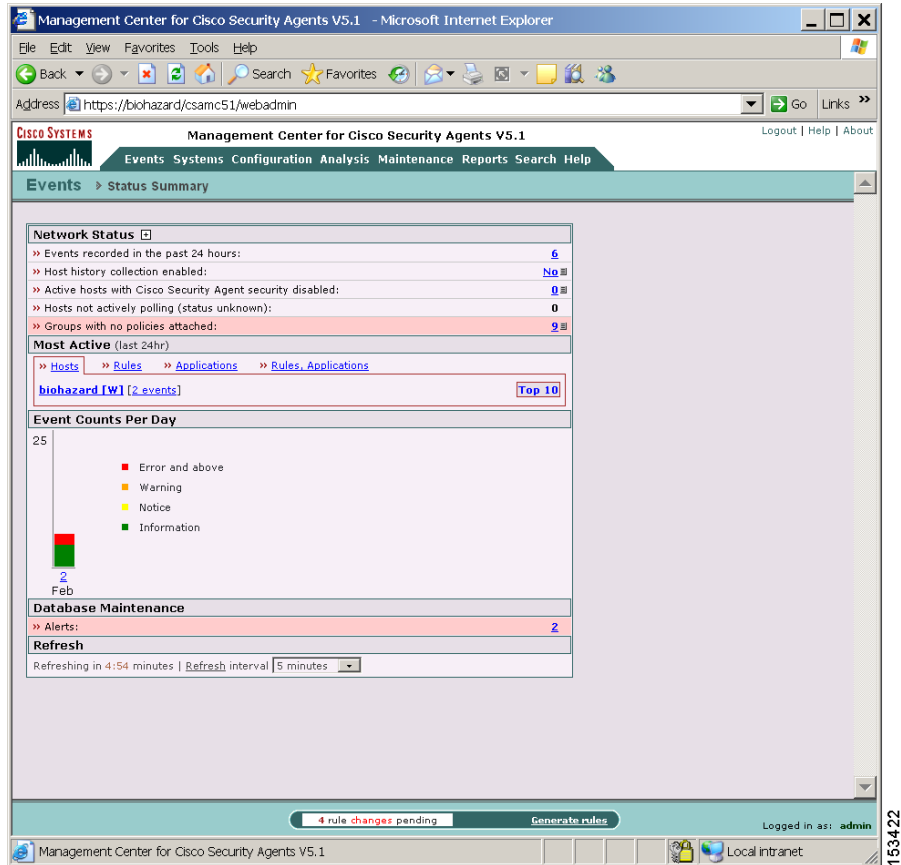 Management Center for Cisco Security Agents V5.1 - Microsoft Internet Explorer
File Edit View Favorites Tools Help
Back Search Favorites
Address https://biohazard/csamc51/webadmin Go Links »
CISCO SYSTEMS Management Center for Cisco Security Agents V5.1 Logout | Help | About
Events Systems Configuration Analysis Maintenance Reports Search Help
Events > Status Summary
Network Status +
» Events recorded in the past 24 hours: 6
» Host history collection enabled: No
» Active hosts with Cisco Security Agent security disabled: 0
» Hosts not actively polling (status unknown): 0
» Groups with no policies attached: 9
Most Active (last 24hr)
» Hosts » Rules » Applications » Rules, Applications
biohazard [W] [2 events] Top 10
Event Counts Per Day
25
Error and above
Warning
Notice
Information
2
Feb
Database Maintenance
» Alerts: 2
Refresh
Refreshing in 4:54 minutes | Refresh interval 5 minutes
4 rule changes pending Generate rules
Logged in as: admin
Management Center for Cisco Security Agents V5.1 Local intranet
153422